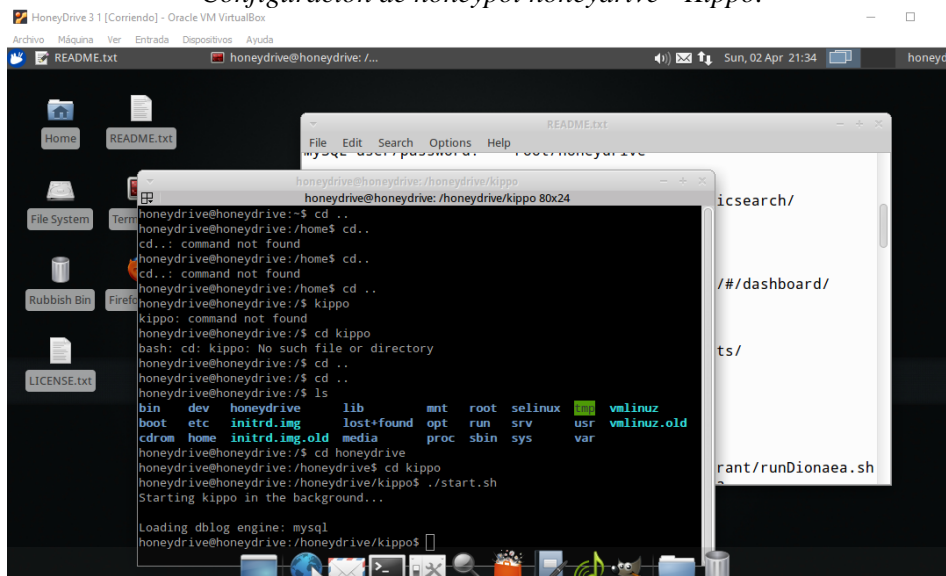 Configuración de honeypot honeydrive - Kippo.
HoneyDrive 3 1 [Corriendo] - Oracle VM VirtualBox
Archivo Máquina Ver Entrada Dispositivos Ayuda
README.txt honeydrive@honeydrive: /... Sun, 02 Apr 21:34 honeyd
Home README.txt
README.txt
File Edit Search Options Help
mySQL user/password: root/honeydrive
icsearch/
/#/dashboard/
ts/
rant/runDionaea.sh
File System Term
Rubbish Bin Firefo
LICENSE.txt
honeydrive@honeydrive: /honeydrive/kippo
honeydrive@honeydrive: /honeydrive/kippo 80x24
honeydrive@honeydrive:~$ cd ..
honeydrive@honeydrive:/home$ cd..
cd..: command not found
honeydrive@honeydrive:/home$ cd..
cd..: command not found
honeydrive@honeydrive:/home$ cd ..
honeydrive@honeydrive:/$ kippo
kippo: command not found
honeydrive@honeydrive:/$ cd kippo
bash: cd: kippo: No such file or directory
honeydrive@honeydrive:/$ cd ..
honeydrive@honeydrive:/$ cd ..
honeydrive@honeydrive:/$ ls
bin dev honeydrive lib mnt root selinux tmp vmlinuz
boot etc initrd.img lost+found opt run srv usr vmlinuz.old
cdrom home initrd.img.old media proc sbin sys var
honeydrive@honeydrive:/$ cd honeydrive
honeydrive@honeydrive:/honeydrive$ cd kippo
honeydrive@honeydrive:/honeydrive/kippo$ ./start.sh
Starting kippo in the background...
Loading dblog engine: mysql
honeydrive@honeydrive:/honeydrive/kippo$